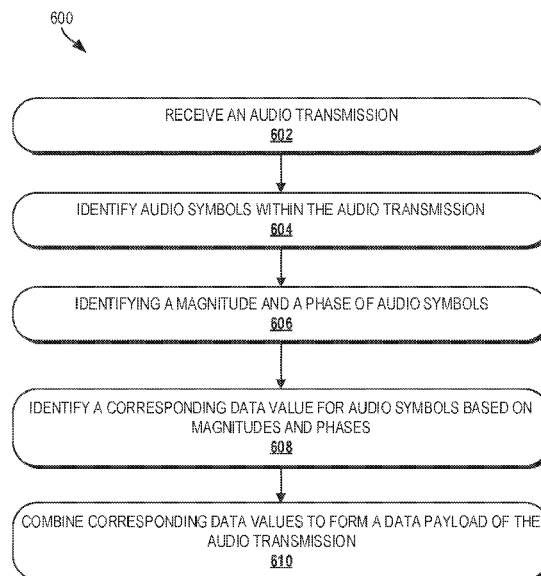 600
RECEIVE AN AUDIO TRANSMISSION
602
IDENTIFY AUDIO SYMBOLS WITHIN THE AUDIO TRANSMISSION
604
IDENTIFYING A MAGNITUDE AND A PHASE OF AUDIO SYMBOLS
606
IDENTIFY A CORRESPONDING DATA VALUE FOR AUDIO SYMBOLS BASED ON
MAGNITUDES AND PHASES
608
COMBINE CORRESPONDING DATA VALUES TO FORM A DATA PAYLOAD OF THE
AUDIO TRANSMISSION
610